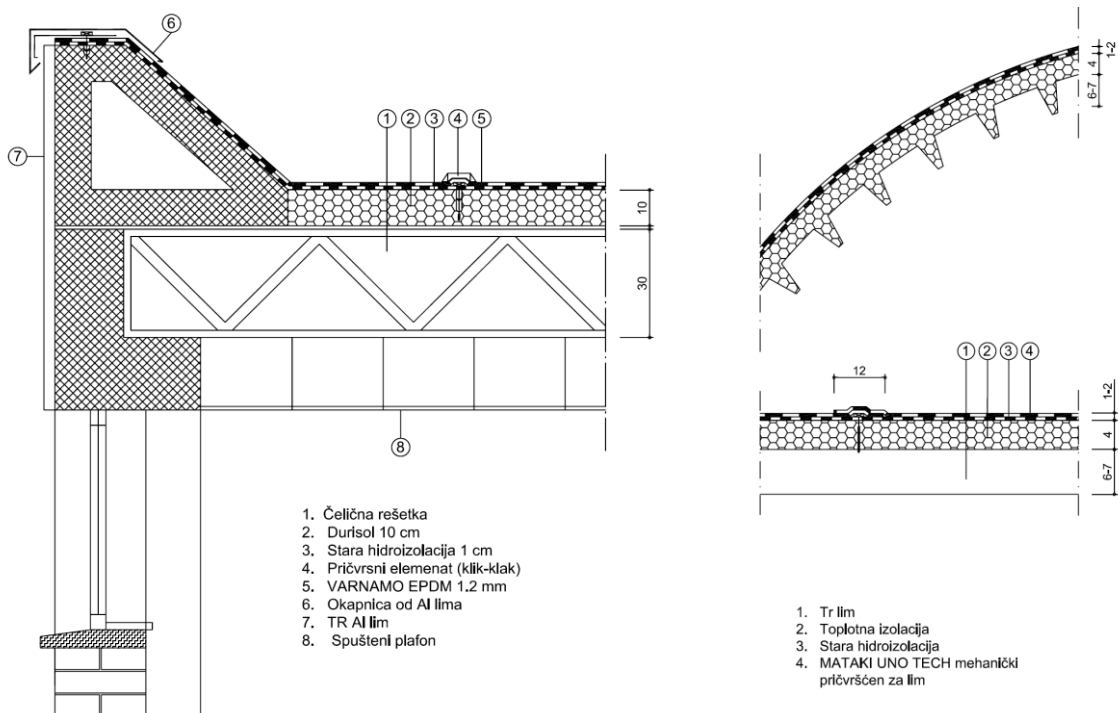 6
7
1 2 3 4 5
10
30
8
1. Čelična rešetka
2. Durisol 10 cm
3. Stara hidroizolacija 1 cm
4. Pričvrsni elemenat (klik-klak)
5. VARNAMO EPDM 1.2 mm
6. Okapnica od Al lima
7. TR Al lim
8. Spušteni plafon
1-2
4
6-7
1 2 3 4
12
1-2
4
6-7
1. Tr lim
2. Toplotna izolacija
3. Stara hidroizolacija
4. MATAKI UNO TECH mehanički
pričvršćen za lim